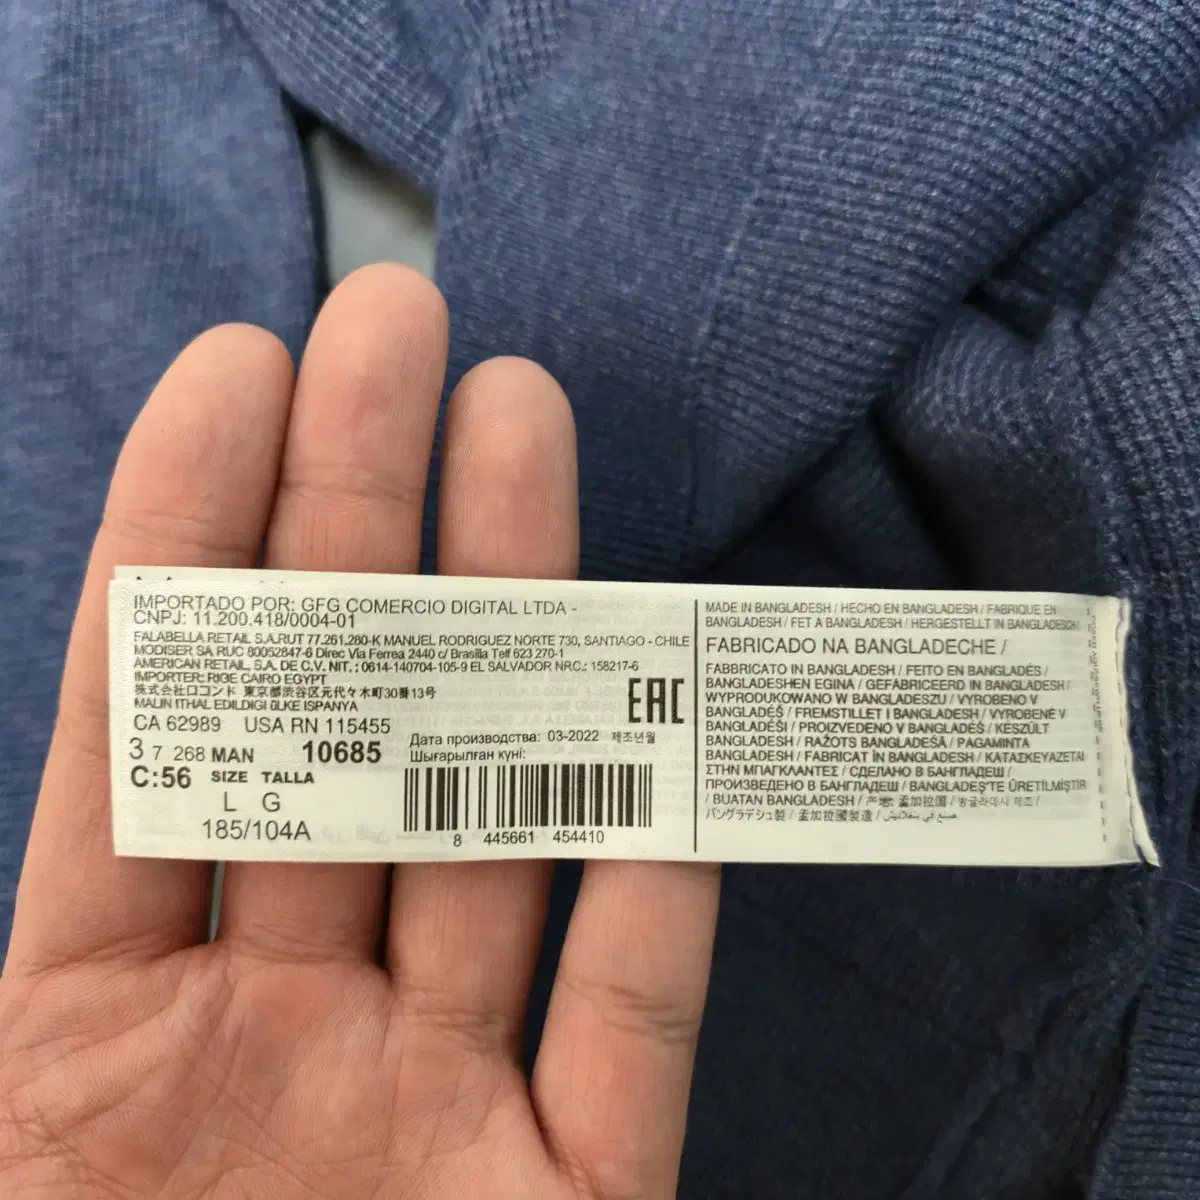 IMPORTADO POR: GFG COMERCIO DIGITAL LTDA -
CNPJ: 11.200.418/0004-01
FALABELLA RETAIL S.A.RUT 77.261.280-K MANUEL RODRIGUEZ NORTE 730, SANTIAGO - CHILE
MODISER SA RUC 80052847-6 Direc Vía Ferrea 2440 c/ Brasilia Telf 623 270-1
AMERICAN RETAIL, S.A. DE C.V. NIT. : 0614-140704-105-9 EL SALVADOR NRC.: 158217-6
IMPORTER: RIGE CAIRO EGYPT
株式会社ロコンド 東京都渋谷区元代々木町30番13号
MALIN ITHAL EDILDIGI ÜLKE ISPANYA
CA 62989 USA RN 115455
3 7 268 MAN 10685
C:56 SIZE TALLA
L G
185/104A
EAC
Дата производства: 03-2022 제조년월
Шығарылған күні:
8 445661 454410
MADE IN BANGLADESH / HECHO EN BANGLADESH / FABRIQUE EN
BANGLADESH / FET A BANGLADESH / HERGESTELLT IN BANGLADESCH
FABRICADO NA BANGLADECHE /
FABBRICATO IN BANGLADESH / FEITO EN BANGLADÉS /
BANGLADESHEN EGINA / GEFABRICEERD IN BANGLADESH /
WYPRODUKOWANO W BANGLADESZU / VYROBENO V
BANGLADÉŠ / FREMSTILLET I BANGLADESH / VYROBENÉ V
BANGLADÉŠI / PROIZVEDENO V BANGLADEŠ / KESZÜLT
BANGLADESH / RAŽOTS BANGLADEŠĀ / PAGAMINTA
BANGLADEŠE / FABRICAT ÎN BANGLADESH / ΚΑΤΑΣΚΕΥΑΖΕΤΑΙ
ΣΤΗΝ ΜΠΑΓΚΛΑΝΤΕΣ / СДЕЛАНО В БАНГЛАДЕШ /
ПРОИЗВЕДЕНО В БАНГЛАДЕШ / BANGLADEŞ'TE ÜRETİLMİŞTİR
/ BUATAN BANGLADESH / 产地: 孟加拉国 / 방글라데시 제조 /
バングラデシュ製 / 孟加拉國製造 / صنع في بنغلاديش